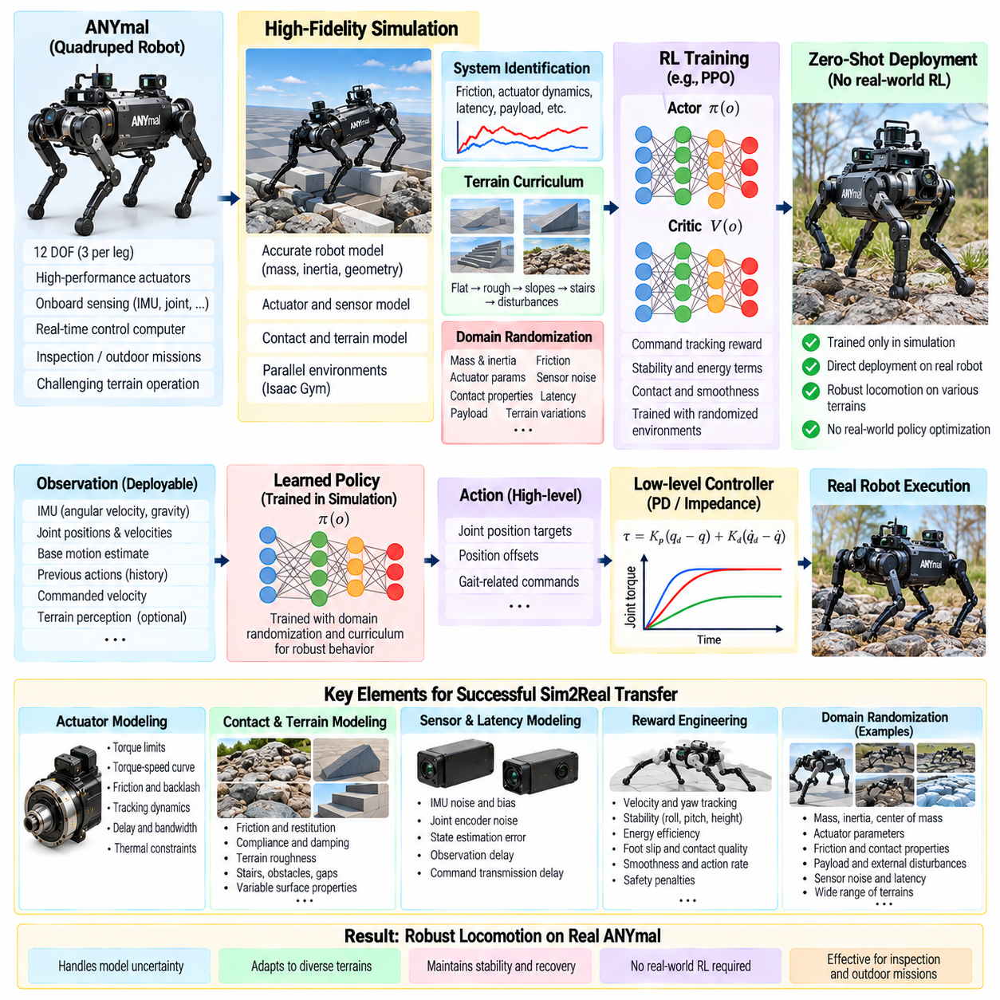 ANYmal
(Quadruped Robot)
ANYmal
12 DOF (3 per leg)
High-performance actuators
Onboard sensing (IMU, joint, ...)
Real-time control computer
Inspection / outdoor missions
Challenging terrain operation
High-Fidelity Simulation
ANYmal
Accurate robot model
(mass, inertia, geometry)
Actuator and sensor model
Contact and terrain model
Parallel environments
(Isaac Gym)
System Identification
Friction, actuator dynamics,
latency, payload, etc.
Terrain Curriculum
Flat → rough → slopes → stairs
→ disturbances
Domain Randomization
Mass & inertia Friction
Actuator params Sensor noise
Contact properties Latency
Payload Terrain variations
...
RL Training
(e.g., PPO)
Actor π(o)
Critic V(o)
Command tracking reward
Stability and energy terms
Contact and smoothness
Trained with randomized
environments
Zero-Shot Deployment
(No real-world RL)
ANYmal
Trained only in simulation
Direct deployment on real robot
Robust locomotion on various
terrains
No real-world policy optimization
Observation (Deployable)
IMU (angular velocity, gravity)
Joint positions & velocities
Base motion estimate
Previous actions (history)
Commanded velocity
Terrain perception (optional)
...
Learned Policy
(Trained in Simulation)
π(o)
Trained with domain
randomization and curriculum
for robust behavior
Action (High-level)
Joint position targets
Position offsets
Gait-related commands
...
Low-level Controller
(PD / Impedance)
τ = Kₚ(q_d − q) + K_d(q̇_d − q̇)
Joint torque
Time
Real Robot Execution
ANYmal
Key Elements for Successful Sim2Real Transfer
Actuator Modeling
• Torque limits
• Torque-speed curve
• Friction and backlash
• Tracking dynamics
• Delay and bandwidth
• Thermal constraints
Contact & Terrain Modeling
• Friction and restitution
• Compliance and damping
• Terrain roughness
• Stairs, obstacles, gaps
• Variable surface properties
...
Sensor & Latency Modeling
• IMU noise and bias
• Joint encoder noise
• State estimation error
• Observation delay
• Command transmission delay
Reward Engineering
• Velocity and yaw tracking
• Stability (roll, pitch, height)
• Energy efficiency
• Foot slip and contact quality
• Smoothness and action rate
• Safety penalties
...
Domain Randomization
(Examples)
• Mass, inertia, center of mass
• Actuator parameters
• Friction and contact properties
• Payload and external disturbances
• Sensor noise and latency
• Wide range of terrains
...
Result: Robust Locomotion on Real ANYmal
Handles model uncertainty
Adapts to diverse terrains
Maintains stability and recovery
No real-world RL required
Effective for inspection
and outdoor missions